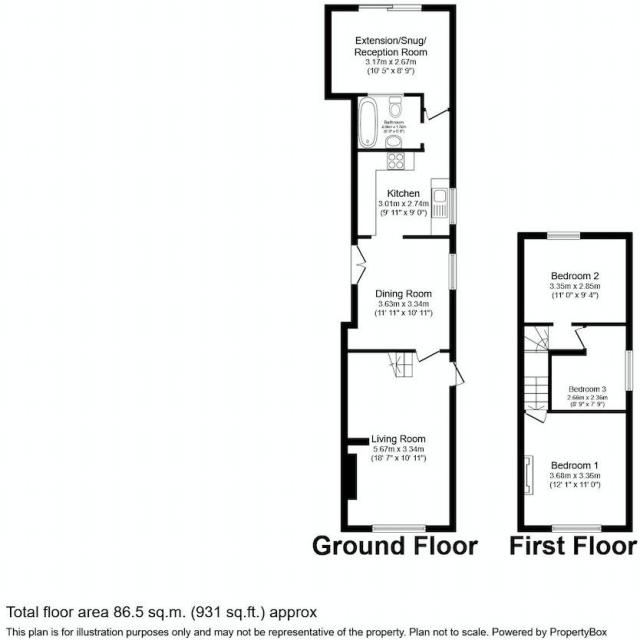 Extension/Snug/
Reception Room
3.17m x 2.67m
(10' 5" x 8' 9")
Bathroom
Kitchen
3.01m x 2.74m
(9' 11" x 9' 0")
Dining Room
3.63m x 3.34m
(11' 11" x 10' 11")
Living Room
5.67m x 3.34m
(18' 7" x 10' 11")
Ground Floor
Bedroom 2
3.35m x 2.85m
(11' 0" x 9' 4")
Bedroom 3
2.66m x 2.36m
(8' 9" x 7' 9")
Bedroom 1
3.68m x 3.36m
(12' 1" x 11' 0")
First Floor
Total floor area 86.5 sq.m. (931 sq.ft.) approx
This plan is for illustration purposes only and may not be representative of the property. Plan not to scale. Powered by PropertyBox